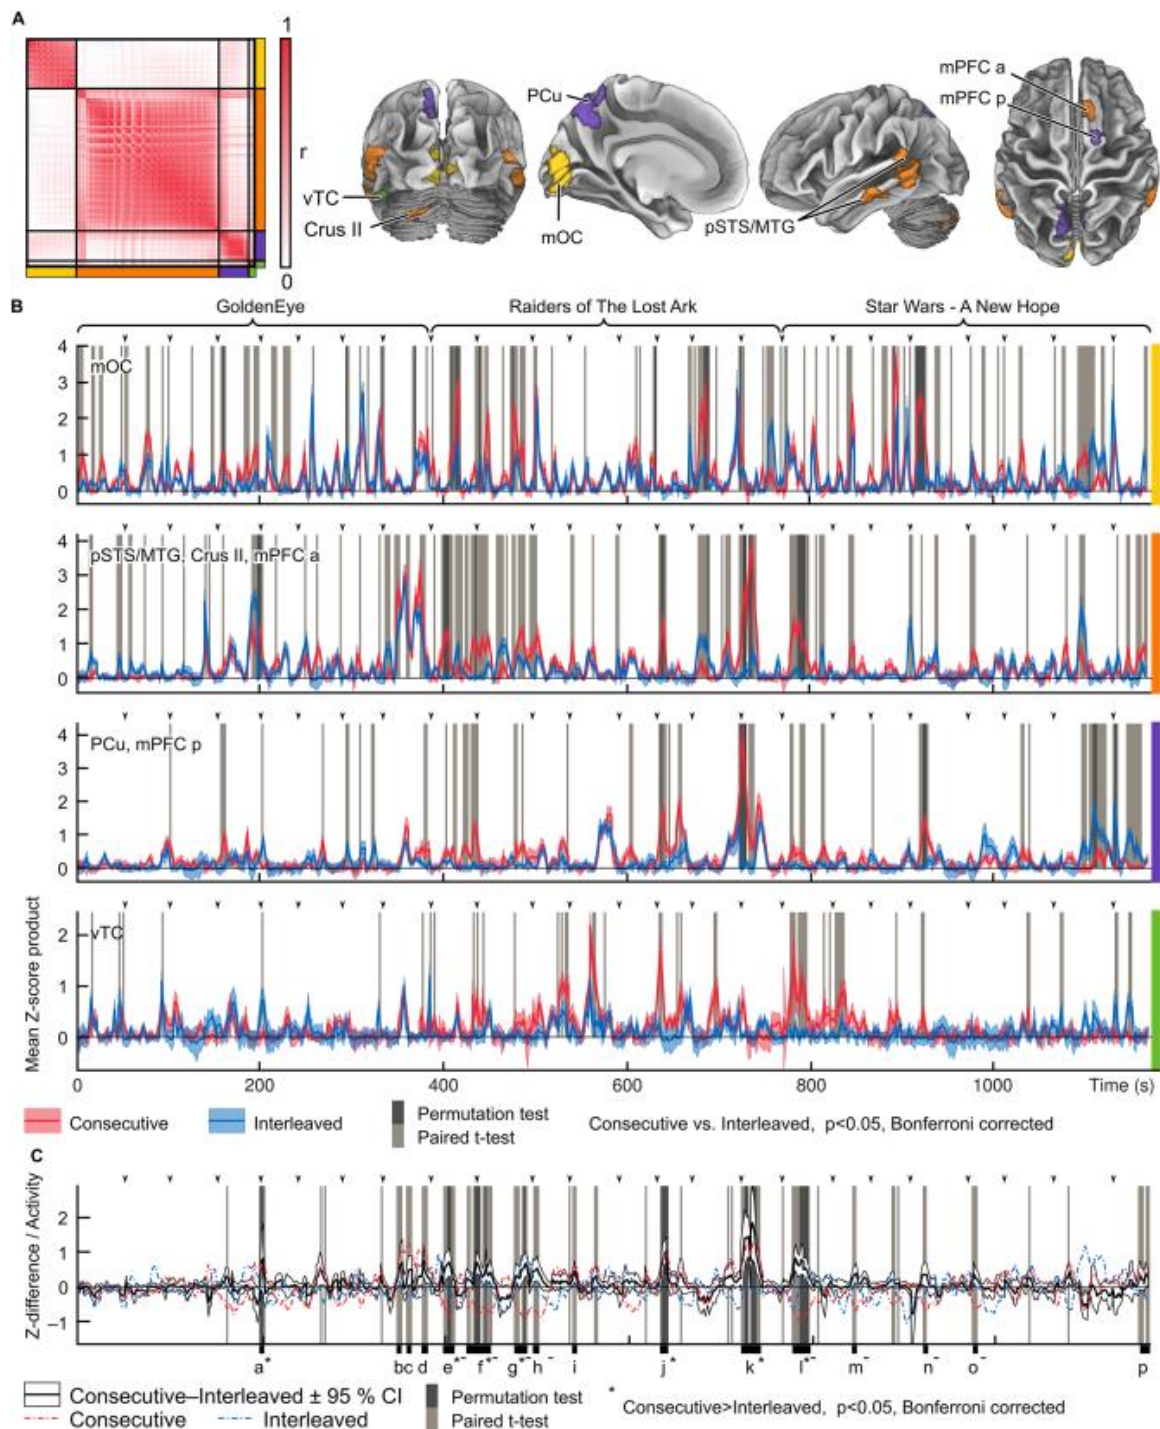 A
1
r
0
vTC
Crus II
PCu
mOC
pSTS/MTG
mPFC a
mPFC p
B
GoldenEye
Raiders of The Lost Ark
Star Wars - A New Hope
4
mOC
3
2
1
0
4
pSTS/MTG, Crus II, mPFC a
3
2
1
0
4
PCu, mPFC p
3
2
1
0
Mean Z-score product
2
vTC
1
0
0 200 400 600 800 1000 Time (s)
Consecutive
Interleaved
Permutation test
Paired t-test
Consecutive vs. Interleaved, p<0.05, Bonferroni corrected
C
Z-difference / Activity
2
1
0
−1
a* b c d e*- f*- g*- h- i j* k* l*- m- n- o- p
Consecutive–Interleaved ± 95 % CI
Consecutive
Interleaved
Permutation test
Paired t-test
* Consecutive>Interleaved, p<0.05, Bonferroni corrected